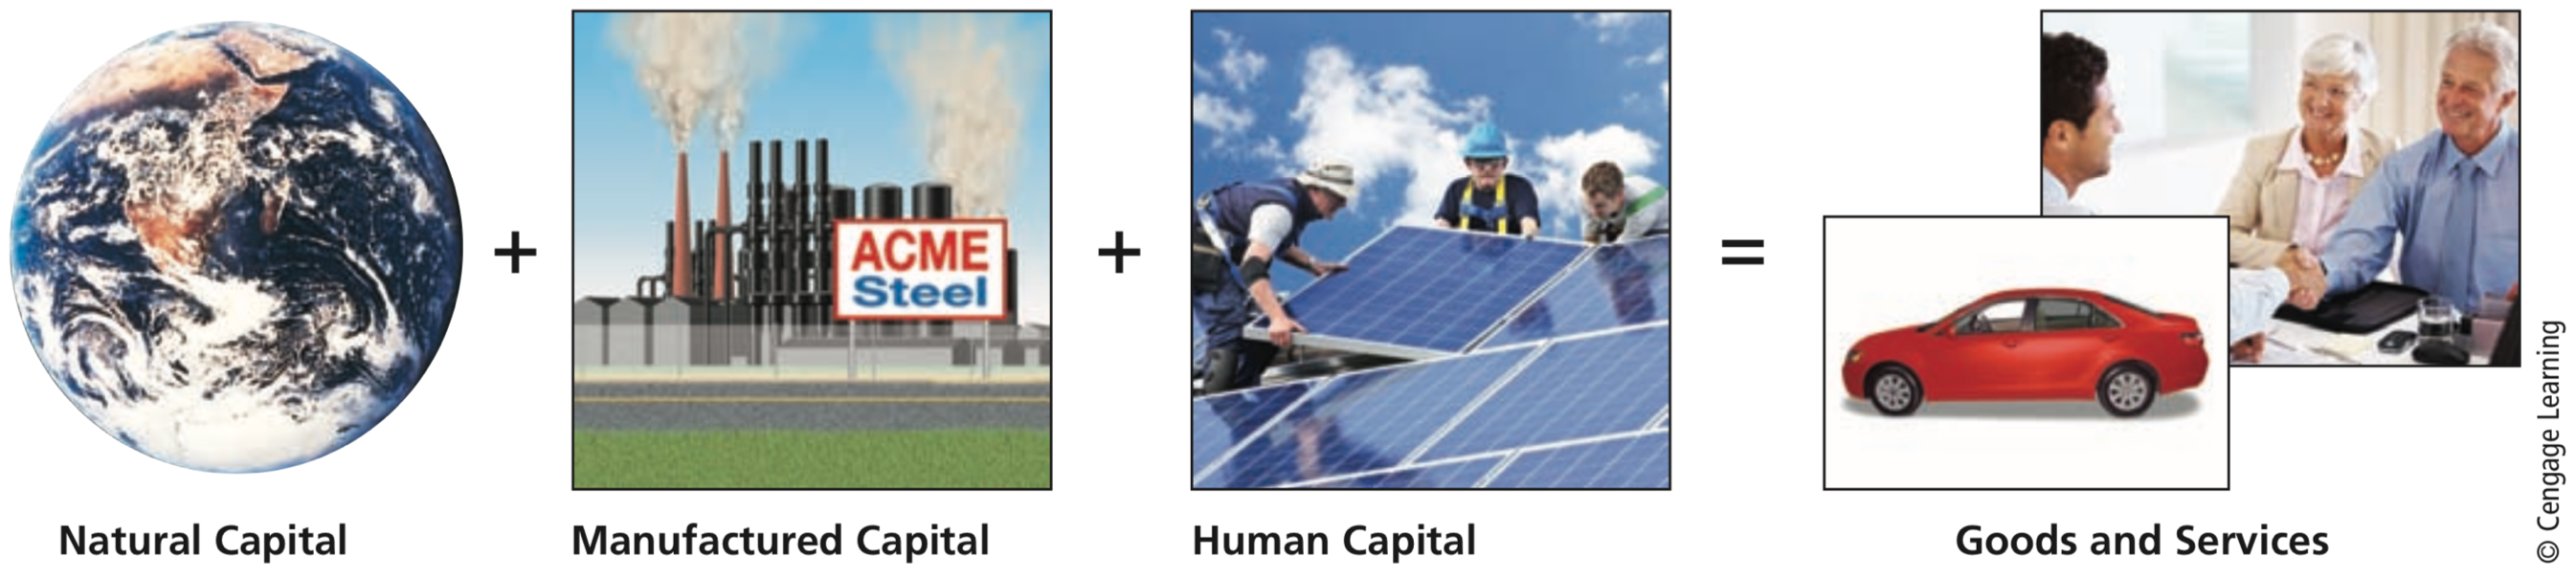 +
ACME
Steel
+
=
Natural Capital
Manufactured Capital
Human Capital
Goods and Services
© Cengage Learning